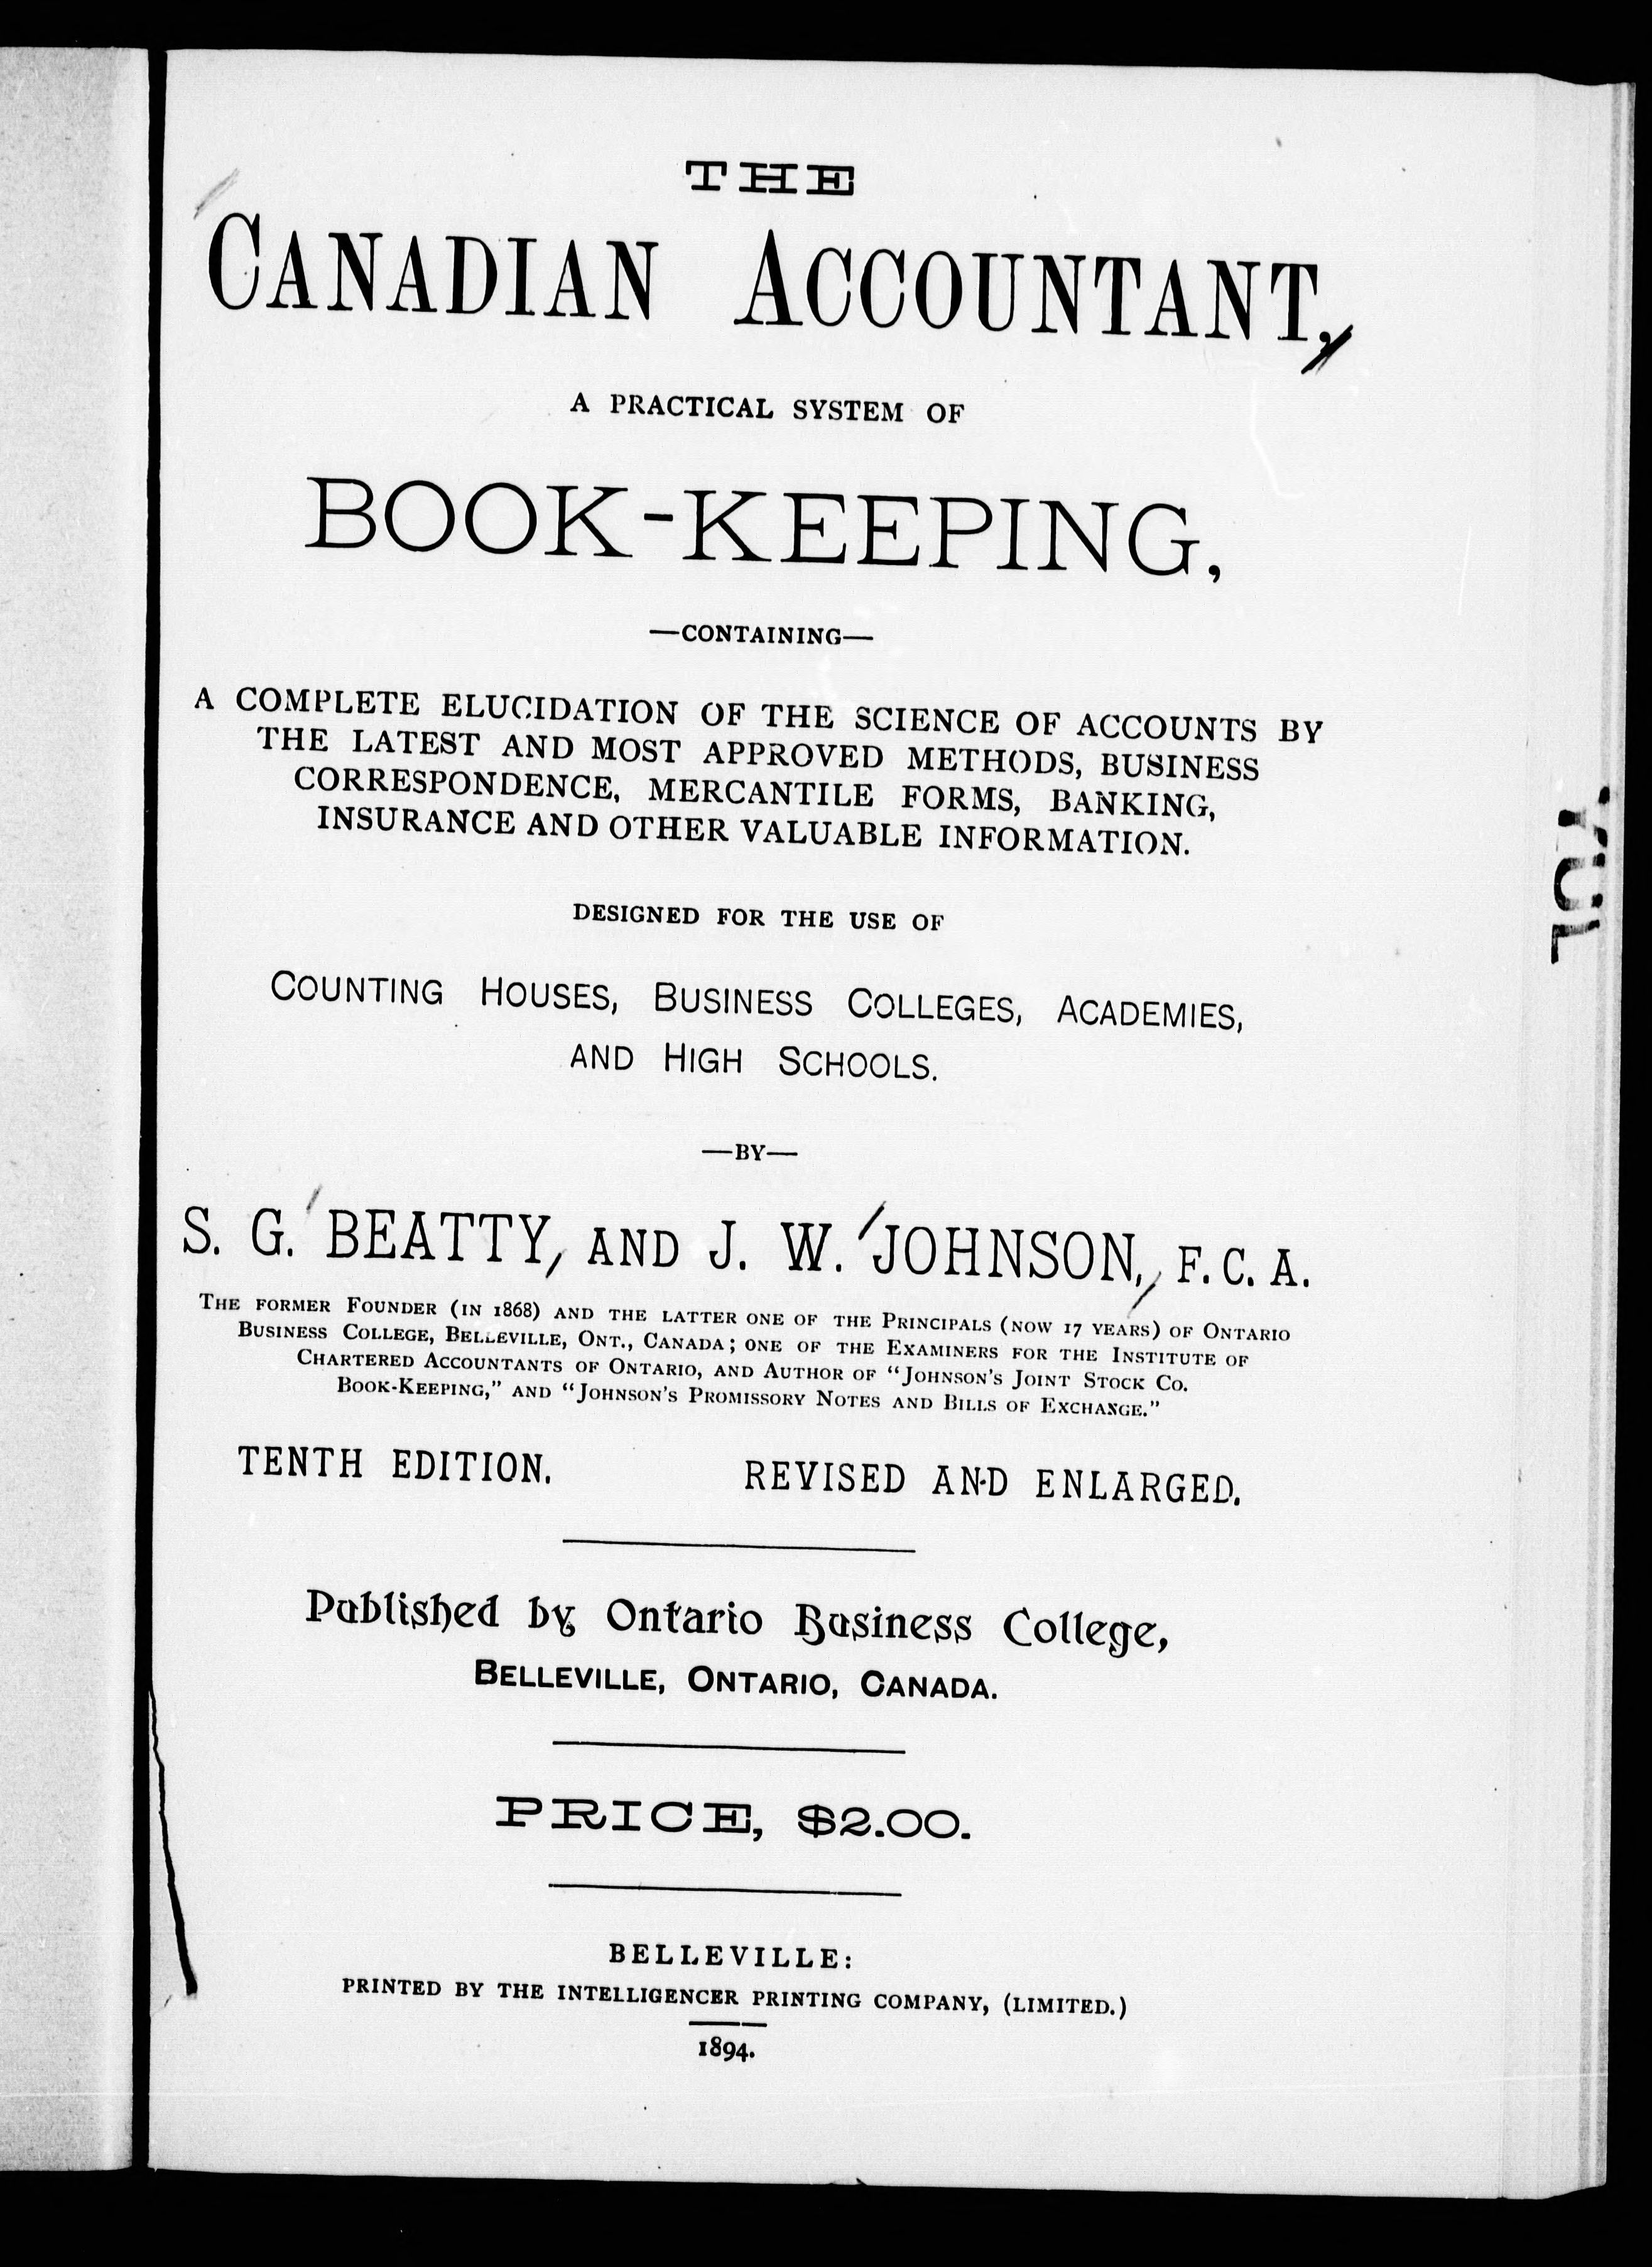 THE
CANADIAN ACCOUNTANT,
A PRACTICAL SYSTEM OF
BOOK-KEEPING,
—CONTAINING—
A COMPLETE ELUCIDATION OF THE SCIENCE OF ACCOUNTS BY
THE LATEST AND MOST APPROVED METHODS, BUSINESS
CORRESPONDENCE, MERCANTILE FORMS, BANKING,
INSURANCE AND OTHER VALUABLE INFORMATION.
DESIGNED FOR THE USE OF
COUNTING HOUSES, BUSINESS COLLEGES, ACADEMIES,
AND HIGH SCHOOLS.
—BY—
S. G. BEATTY, AND J. W. JOHNSON, F. C. A.
THE FORMER FOUNDER (IN 1868) AND THE LATTER ONE OF THE PRINCIPALS (NOW 17 YEARS) OF ONTARIO
BUSINESS COLLEGE, BELLEVILLE, ONT., CANADA; ONE OF THE EXAMINERS FOR THE INSTITUTE OF
CHARTERED ACCOUNTANTS OF ONTARIO, AND AUTHOR OF "JOHNSON'S JOINT STOCK CO.
BOOK-KEEPING," AND "JOHNSON'S PROMISSORY NOTES AND BILLS OF EXCHANGE."
TENTH EDITION. REVISED AND ENLARGED.
Published by Ontario Business College,
BELLEVILLE, ONTARIO, CANADA.
PRICE, $2.00.
BELLEVILLE:
PRINTED BY THE INTELLIGENCER PRINTING COMPANY, (LIMITED.)
1894.